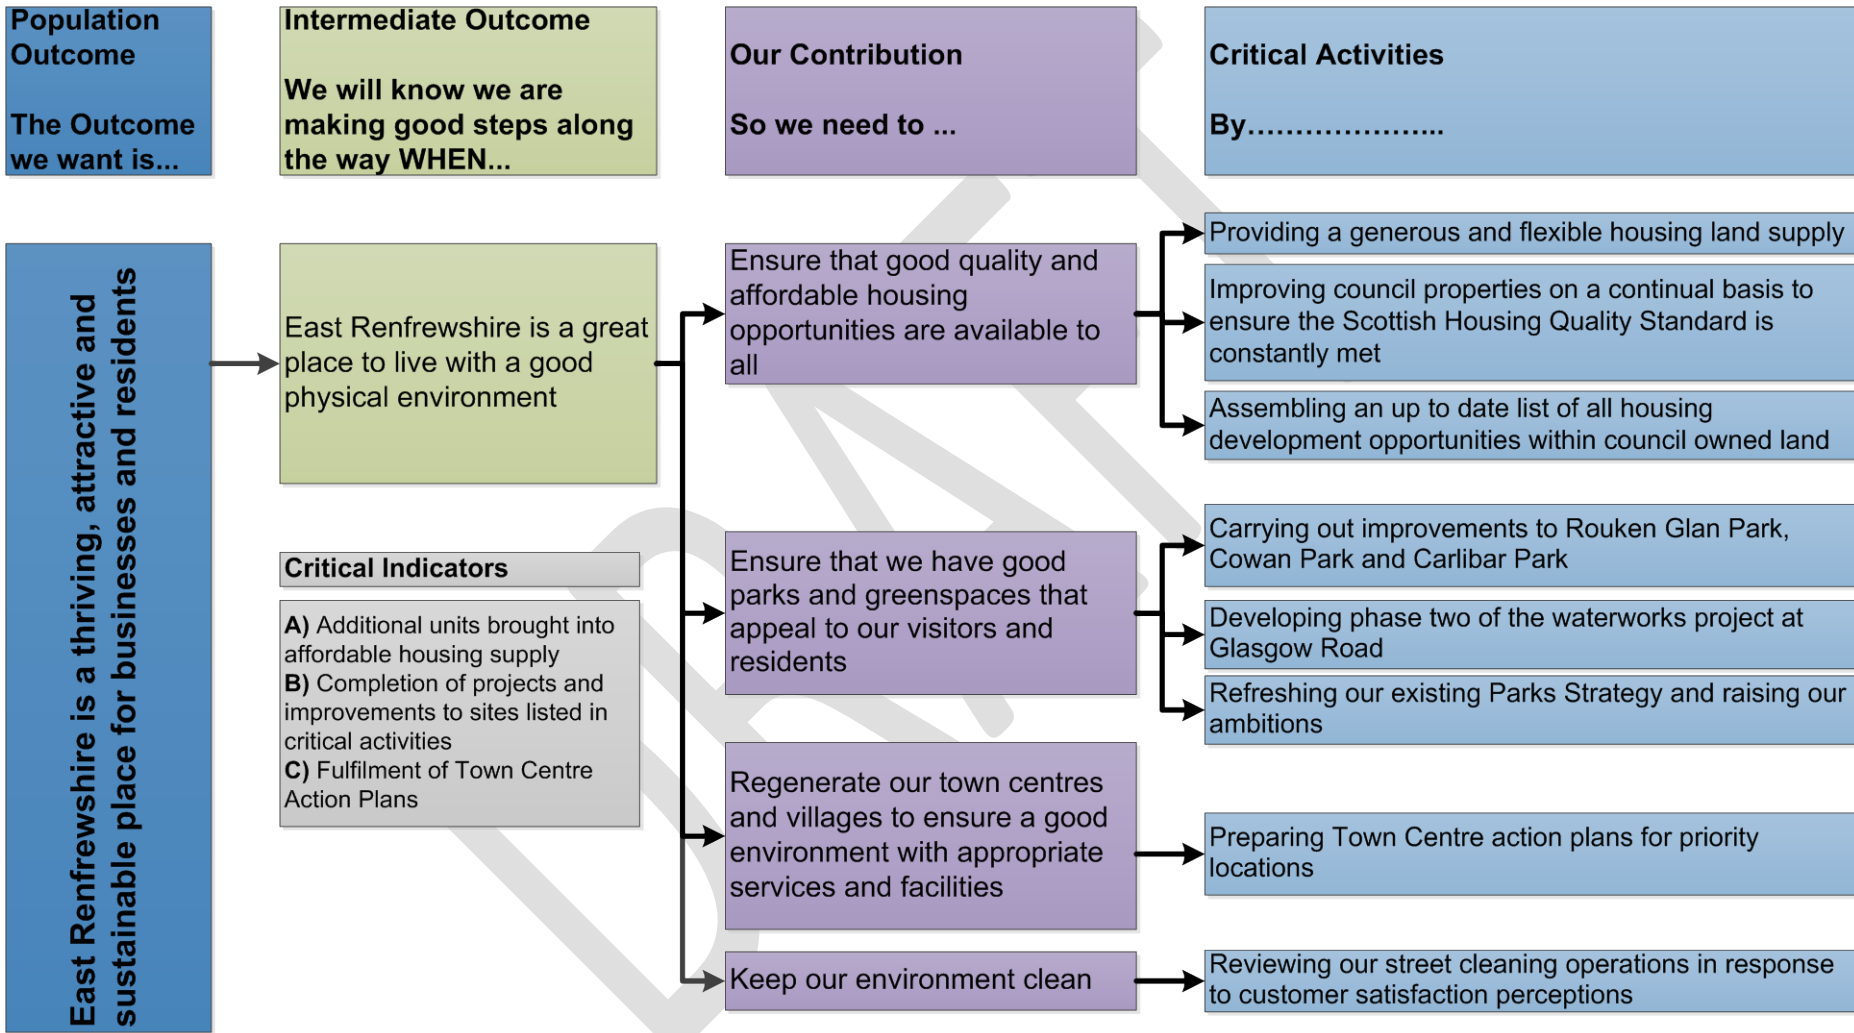 Population
Outcome
The Outcome
we want is...
Intermediate Outcome
We will know we are
making good steps along
the way WHEN...
Our Contribution
So we need to ...
Critical Activities
By…………………...
East Renfrewshire is a thriving, attractive and
sustainable place for businesses and residents
East Renfrewshire is a great
place to live with a good
physical environment
Critical Indicators
A) Additional units brought into
affordable housing supply
B) Completion of projects and
improvements to sites listed in
critical activities
C) Fulfilment of Town Centre
Action Plans
Ensure that good quality and
affordable housing
opportunities are available to
all
Providing a generous and flexible housing land supply
Improving council properties on a continual basis to
ensure the Scottish Housing Quality Standard is
constantly met
Assembling an up to date list of all housing
development opportunities within council owned land
Ensure that we have good
parks and greenspaces that
appeal to our visitors and
residents
Carrying out improvements to Rouken Glan Park,
Cowan Park and Carlibar Park
Developing phase two of the waterworks project at
Glasgow Road
Refreshing our existing Parks Strategy and raising our
ambitions
Regenerate our town centres
and villages to ensure a good
environment with appropriate
services and facilities
Preparing Town Centre action plans for priority
locations
Keep our environment clean
Reviewing our street cleaning operations in response
to customer satisfaction perceptions
DRAFT